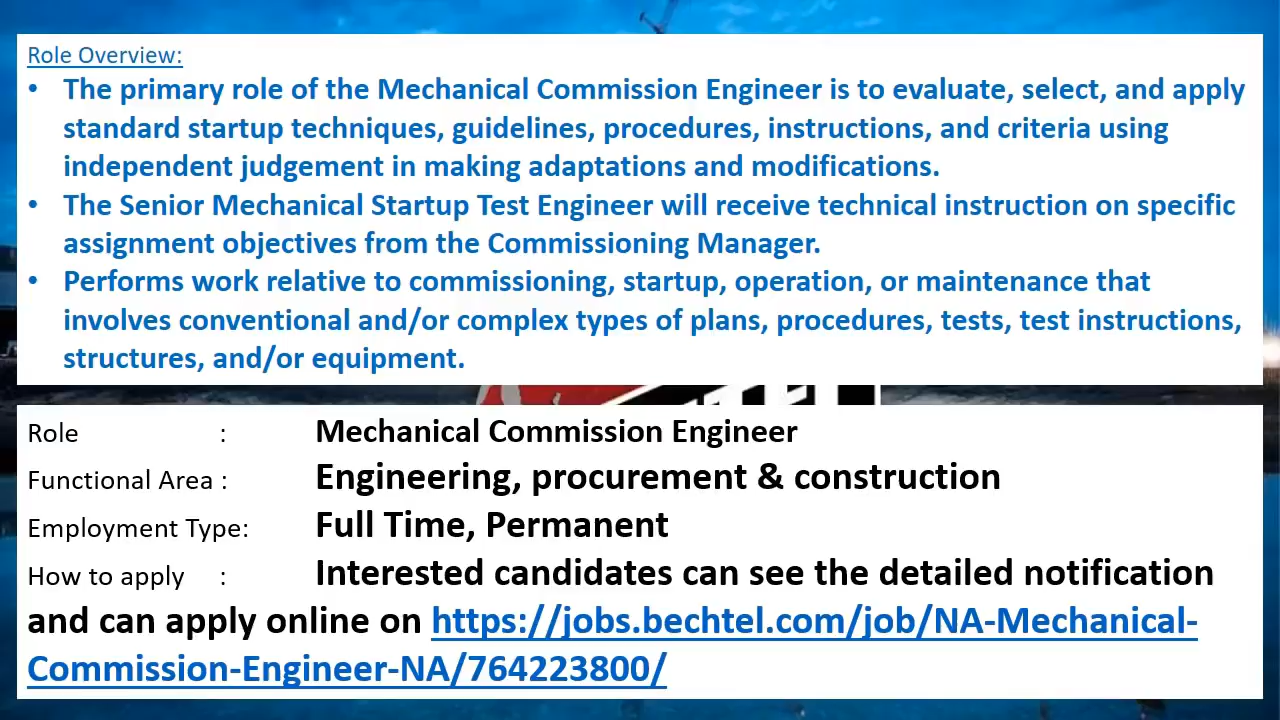 Role Overview:
• The primary role of the Mechanical Commission Engineer is to evaluate, select, and apply
standard startup techniques, guidelines, procedures, instructions, and criteria using
independent judgement in making adaptations and modifications.
• The Senior Mechanical Startup Test Engineer will receive technical instruction on specific
assignment objectives from the Commissioning Manager.
• Performs work relative to commissioning, startup, operation, or maintenance that
involves conventional and/or complex types of plans, procedures, tests, test instructions,
structures, and/or equipment.
Role : Mechanical Commission Engineer
Functional Area : Engineering, procurement & construction
Employment Type: Full Time, Permanent
How to apply : Interested candidates can see the detailed notification
and can apply online on https://jobs.bechtel.com/job/NA-Mechanical-
Commission-Engineer-NA/764223800/